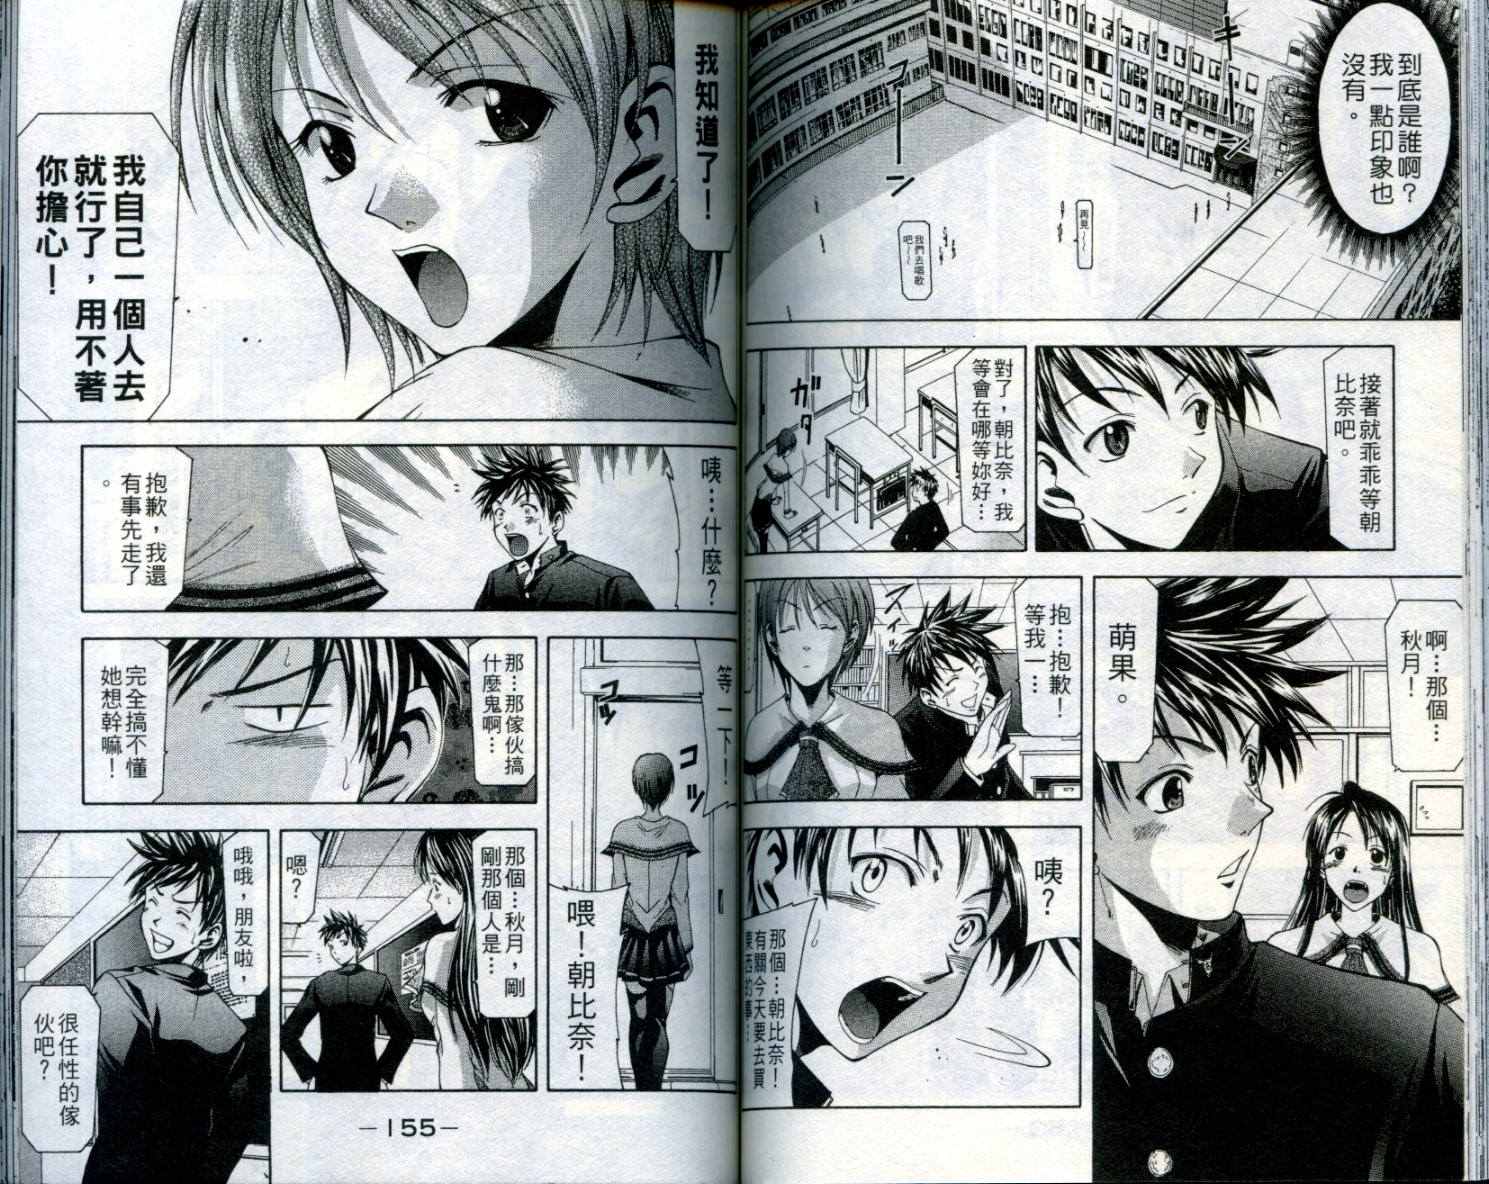 到底是誰啊？
我一點印象也
沒有。
コーーン
再見～～
我們去唱歌
吧～～
接著就乖乖等朝
比奈吧。
對了，朝比奈，我
等會在哪等妳好…
ガタ
啊…那個…
秋月！
萌果。
抱…抱歉！
等我一…
スイ
咦？
那個…朝比奈！
有關今天要去買
東西的事…
我知道了！
我自己一個人去
就行了，用不著
你擔心！
咦…什麼？
抱歉，我還
有事先走了
。
等一下！
コッ
コッ
喂！朝比奈！
那…那傢伙搞
什麼鬼啊…
完全搞不懂
她想幹嘛！
那個…秋月，剛
剛那個人是…
嗯？
哦哦，朋友啦，
很任性的傢
伙吧？
－155－